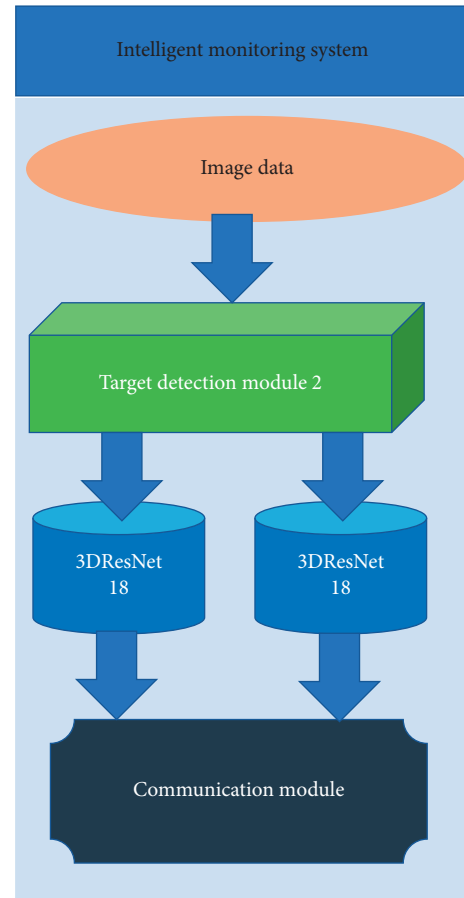 Intelligent monitoring system
Image data
Target detection module 2
3DResNet
18
3DResNet
18
Communication module